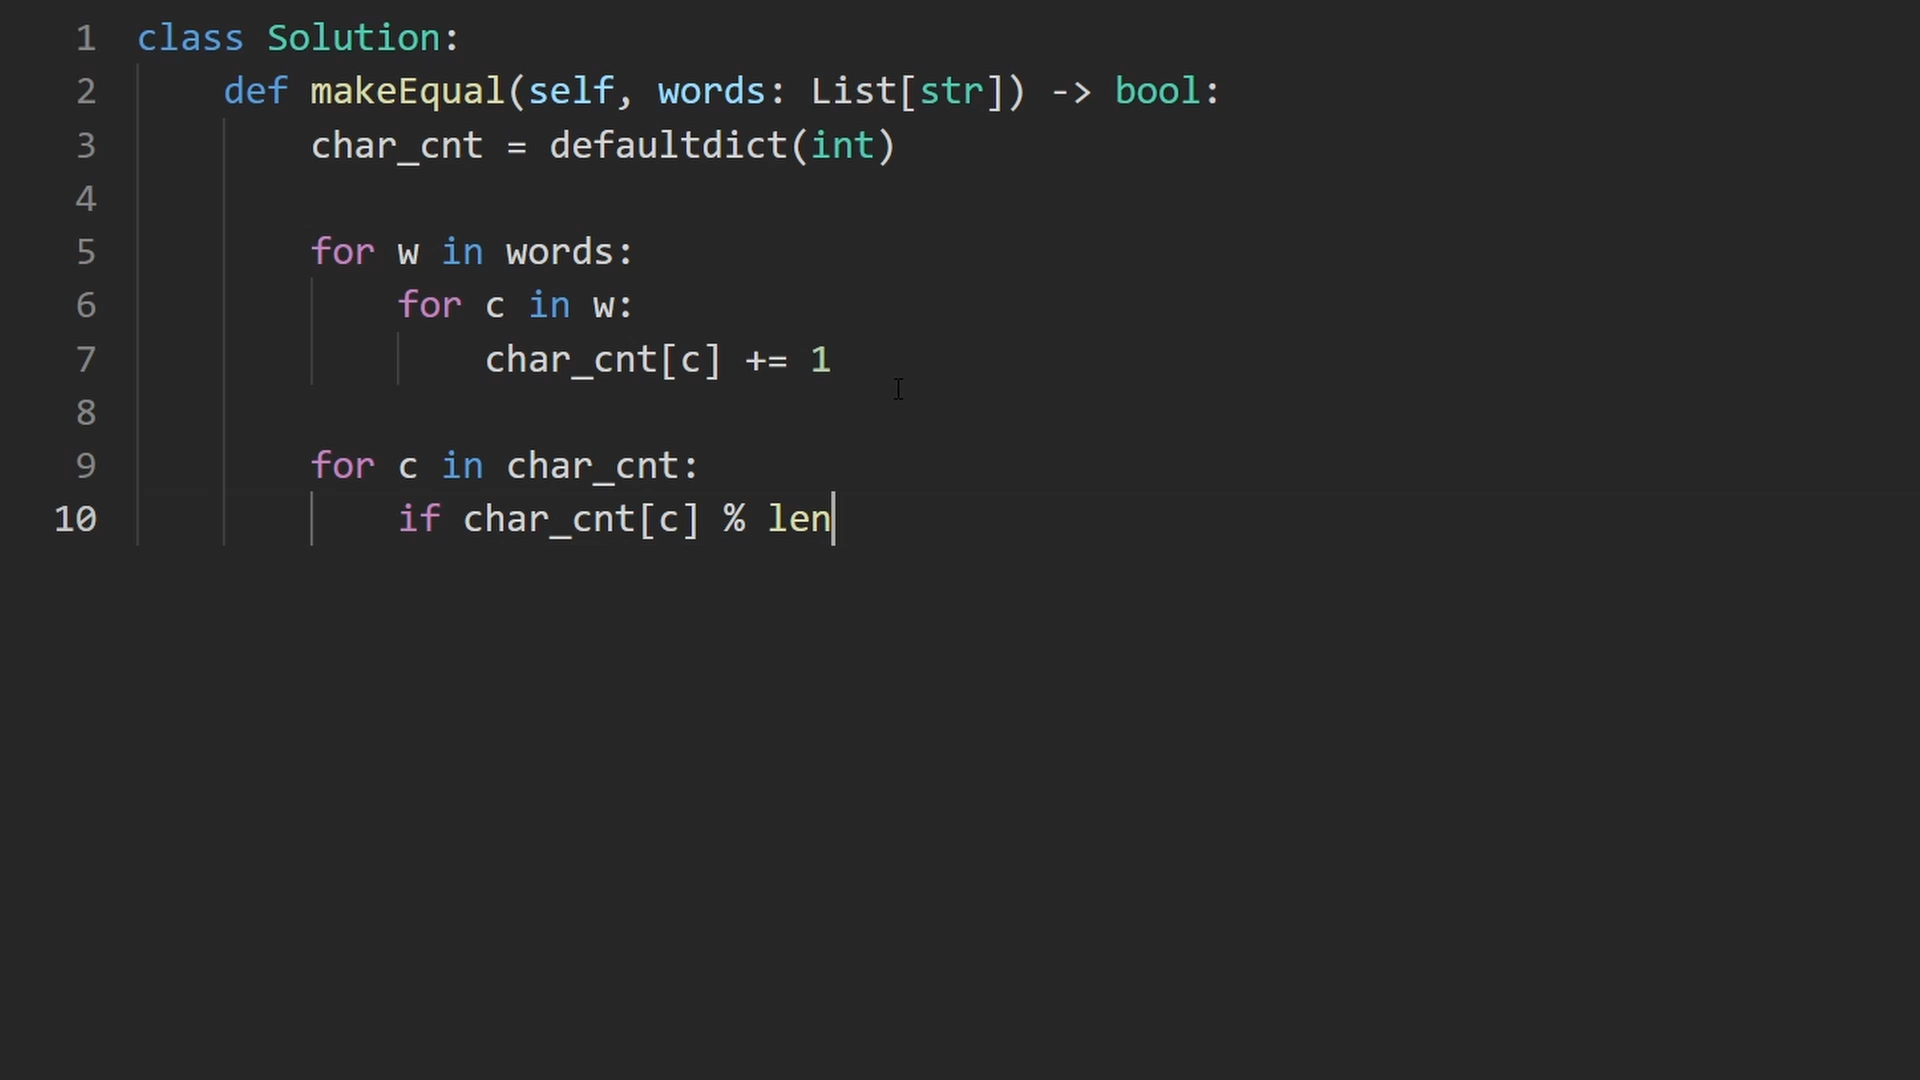 1 class Solution:
2 def makeEqual(self, words: List[str]) -> bool:
3 char_cnt = defaultdict(int)
4
5 for w in words:
6 for c in w:
7 char_cnt[c] += 1
8
9 for c in char_cnt:
10 if char_cnt[c] % len